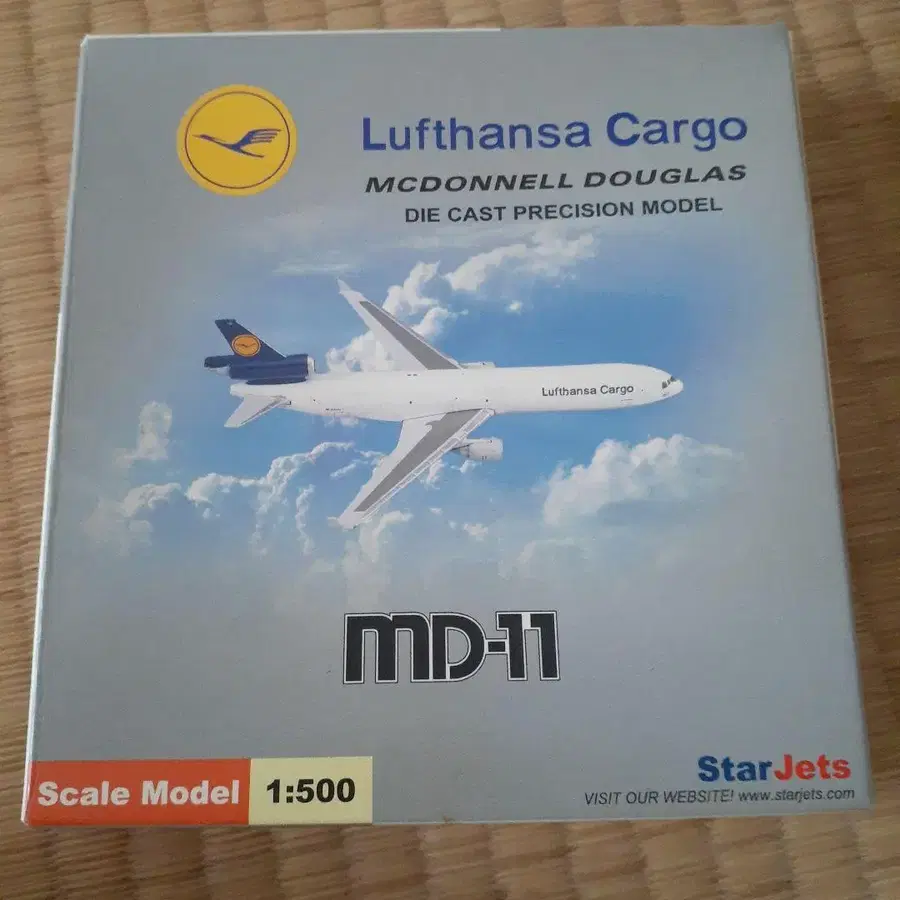 Lufthansa Cargo
MCDONNELL DOUGLAS
DIE CAST PRECISION MODEL
Lufthansa Cargo
MD-11
Scale Model 1:500
StarJets
VISIT OUR WEBSITE! www.starjets.com